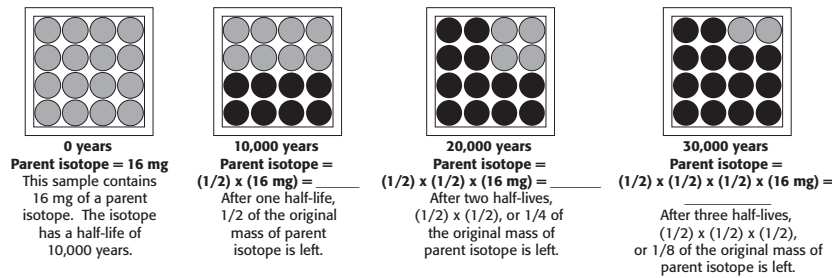 0 years
Parent isotope = 16 mg
This sample contains
16 mg of a parent
isotope. The isotope
has a half-life of
10,000 years.
10,000 years
Parent isotope =
(1/2) x (16 mg) = _____
After one half-life,
1/2 of the original
mass of parent
isotope is left.
20,000 years
Parent isotope =
(1/2) x (1/2) x (16 mg) = ______
After two half-lives,
(1/2) x (1/2), or 1/4 of
the original mass of
parent isotope is left.
30,000 years
Parent isotope =
(1/2) x (1/2) x (1/2) x (16 mg) =
__________
After three half-lives,
(1/2) x (1/2) x (1/2),
or 1/8 of the original mass of
parent isotope is left.